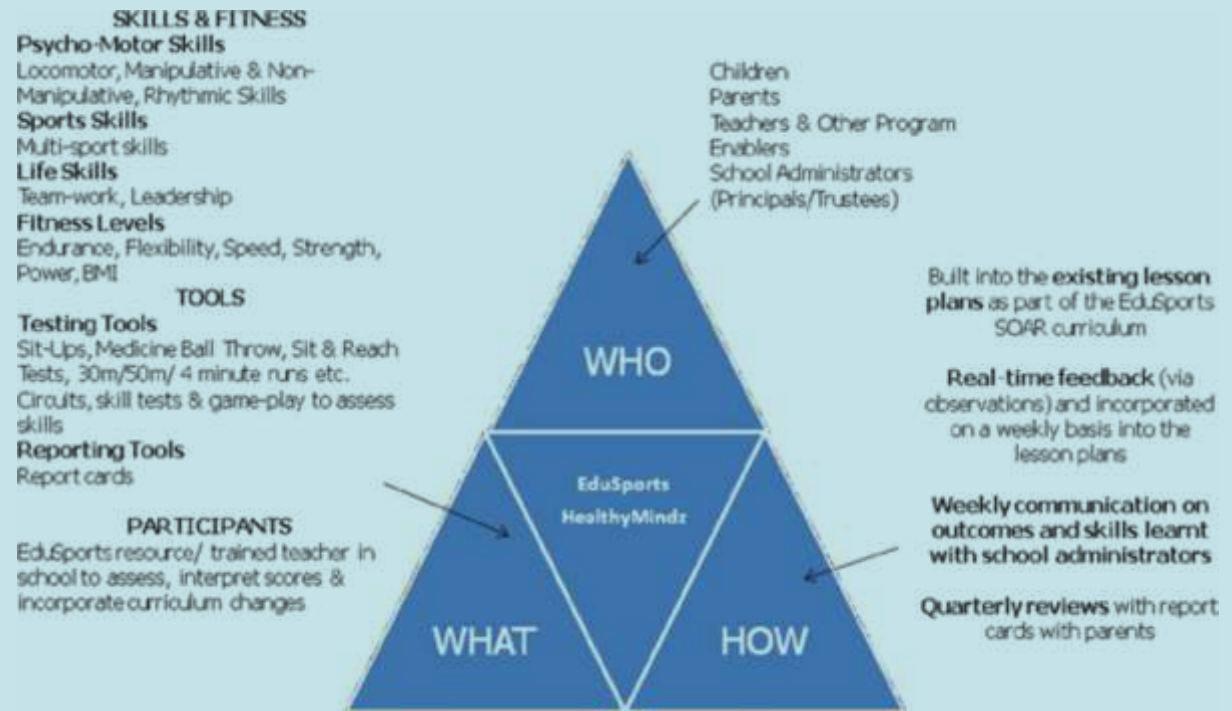 SKILLS & FITNESS
Psycho-Motor Skills
Locomotor, Manipulative & Non-
Manipulative, Rhythmic Skills
Sports Skills
Multi-sport skills
Life Skills
Team-work, Leadership
Fitness Levels
Endurance, Flexibility, Speed, Strength,
Power, BMI
TOOLS
Testing Tools
Sit-Ups, Medicine Ball Throw, Sit & Reach
Tests, 30m/50m/ 4 minute runs etc.
Circuits, skill tests & game-play to assess
skills
Reporting Tools
Report cards
PARTICIPANTS
EduSports resource/ trained teacher in
school to assess, interpret scores &
incorporate curriculum changes
Children
Parents
Teachers & Other Program
Enablers
School Administrators
(Principals/Trustees)
WHO
EduSports
HealthyMindz
WHAT
HOW
Built into the existing lesson
plans as part of the EduSports
SOAR curriculum
Real-time feedback (via
observations) and incorporated
on a weekly basis into the
lesson plans
Weekly communication on
outcomes and skills learnt
with school administrators
Quarterly reviews with report
cards with parents